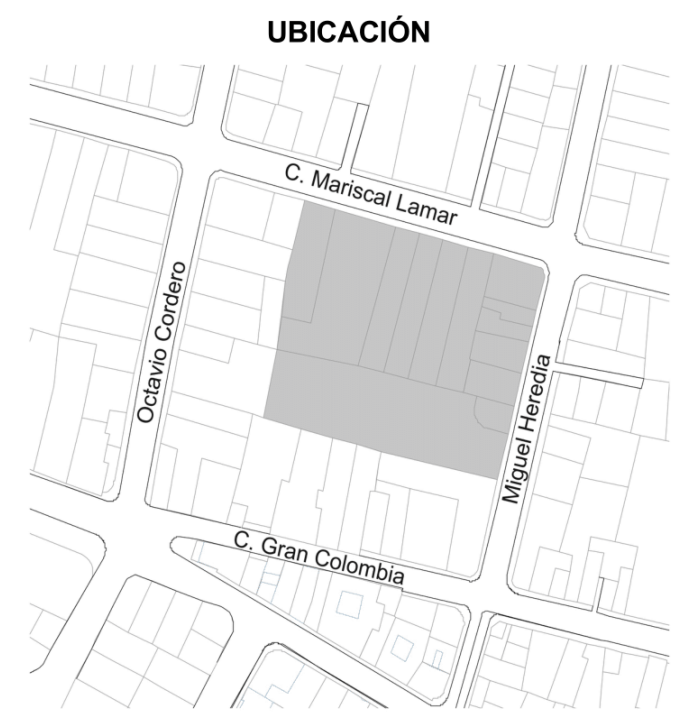 UBICACIÓN
C. Mariscal Lamar
Octavio Cordero
Miguel Heredia
C. Gran Colombia